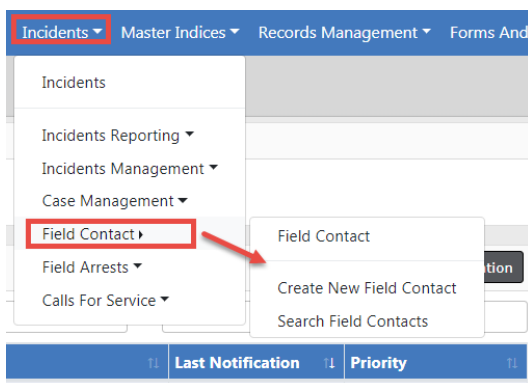 Incidents Master Indices Records Management Forms And
Incidents
Incidents Reporting
Incidents Management
Case Management
Field Contact
Field Arrests
Calls For Service
Field Contact
Create New Field Contact
Search Field Contacts
tion
Last Notification Priority